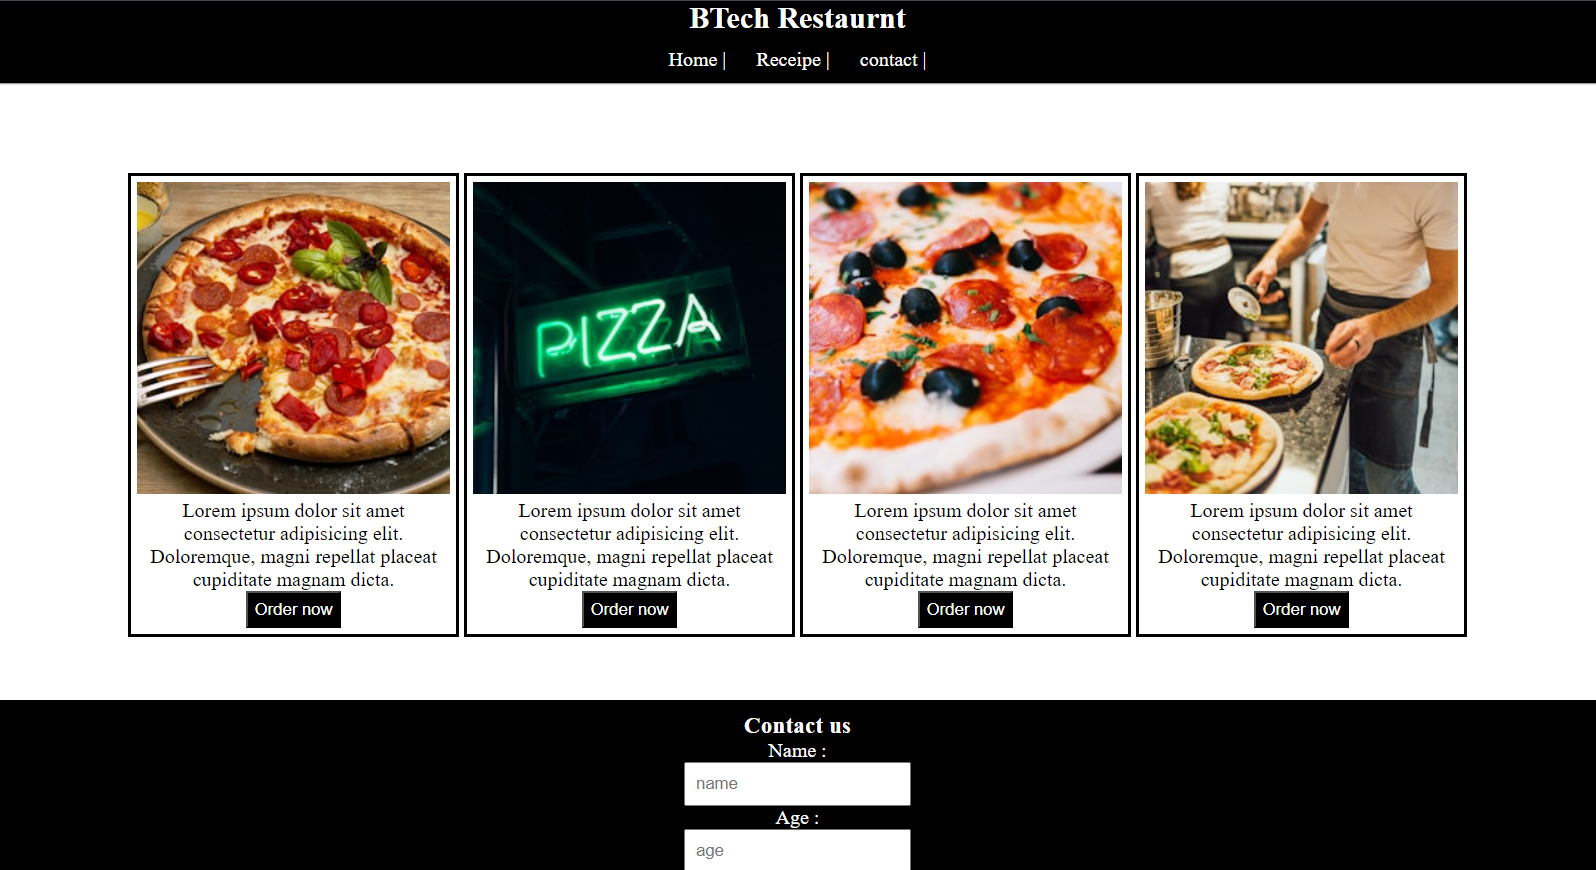 BTech Restaurnt
Home | Receipe | contact |
PIZZA
Lorem ipsum dolor sit amet
consectetur adipisicing elit.
Doloremque, magni repellat placeat
cupiditate magnam dicta.
Order now
Lorem ipsum dolor sit amet
consectetur adipisicing elit.
Doloremque, magni repellat placeat
cupiditate magnam dicta.
Order now
Lorem ipsum dolor sit amet
consectetur adipisicing elit.
Doloremque, magni repellat placeat
cupiditate magnam dicta.
Order now
Lorem ipsum dolor sit amet
consectetur adipisicing elit.
Doloremque, magni repellat placeat
cupiditate magnam dicta.
Order now
Contact us
Name :
name
Age :
age